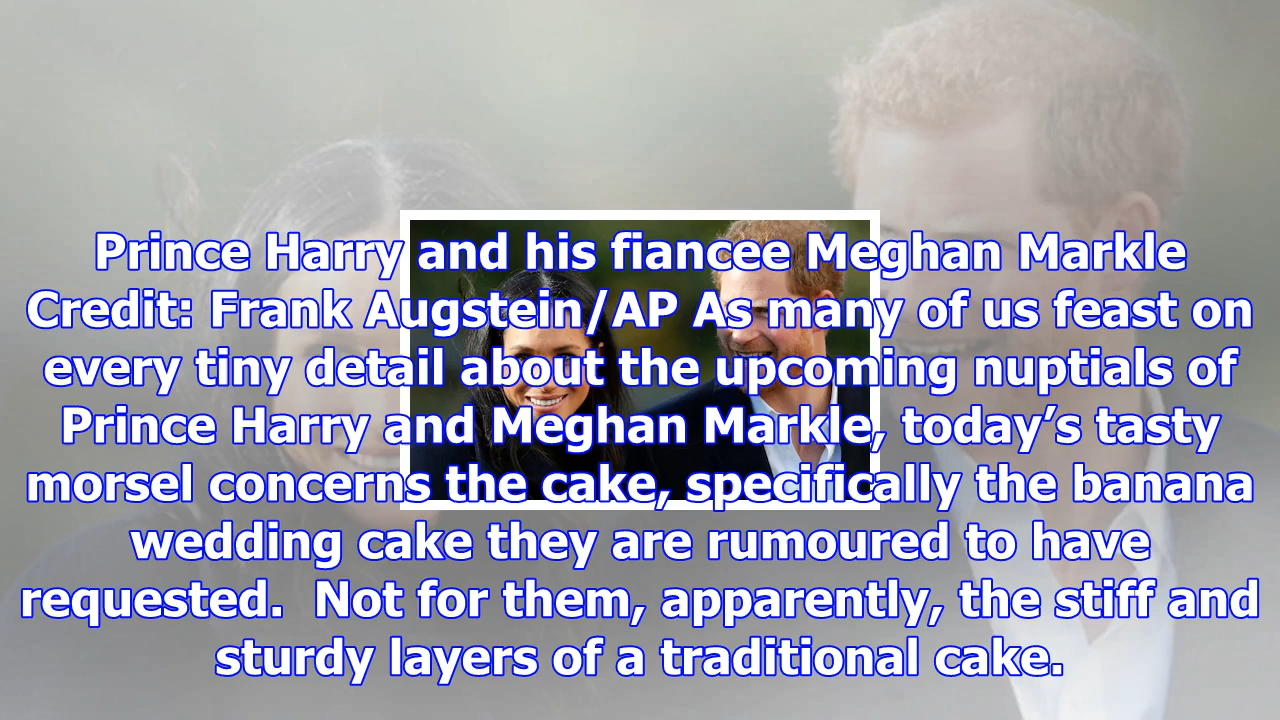 Prince Harry and his fiancee Meghan Markle
Credit: Frank Augstein/AP As many of us feast on
every tiny detail about the upcoming nuptials of
Prince Harry and Meghan Markle, today’s tasty
morsel concerns the cake, specifically the banana
wedding cake they are rumoured to have
requested.  Not for them, apparently, the stiff and
sturdy layers of a traditional cake.